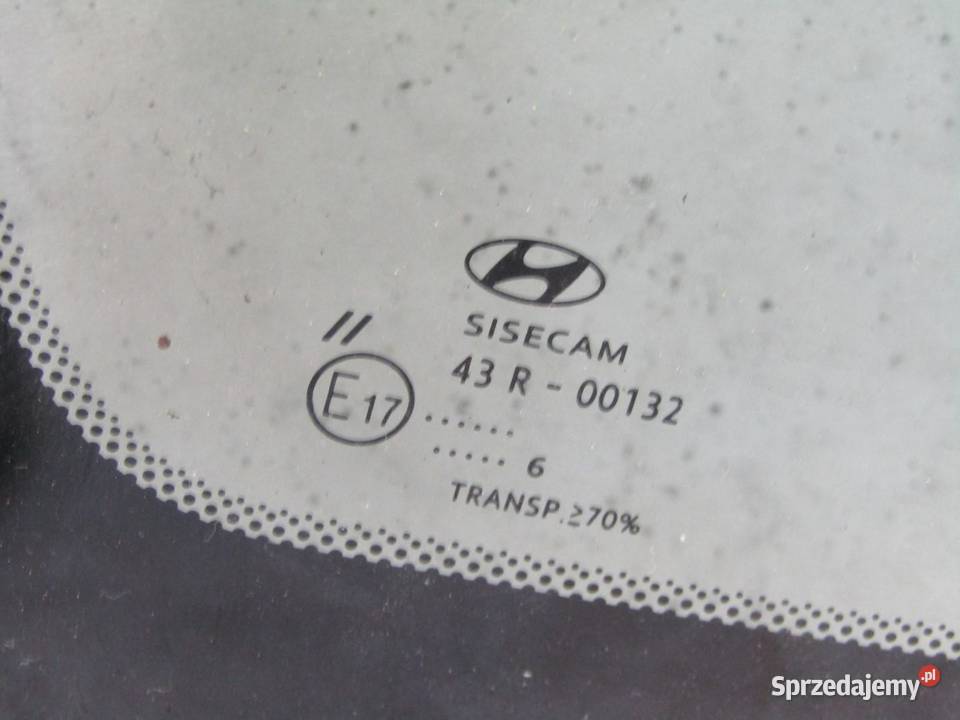 SISECAM
43 R - 00132
//
E17
......
..... 6
TRANSP.≥70%
Sprzedajemy.pl